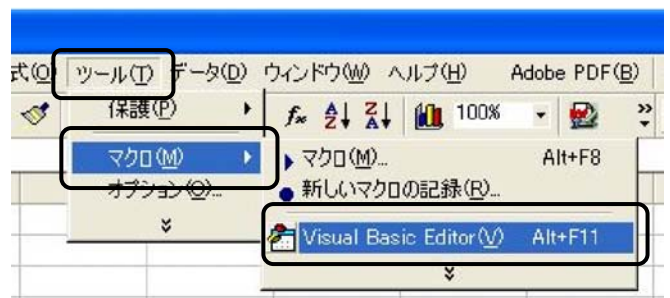 式(O) ツール(T) データ(D) ウィンドウ(W) ヘルプ(H) Adobe PDF(B)
保護(P) 100%
マクロ(M) マクロ(M)... Alt+F8
オプション(O)... 新しいマクロの記録(R)...
Visual Basic Editor(V) Alt+F11